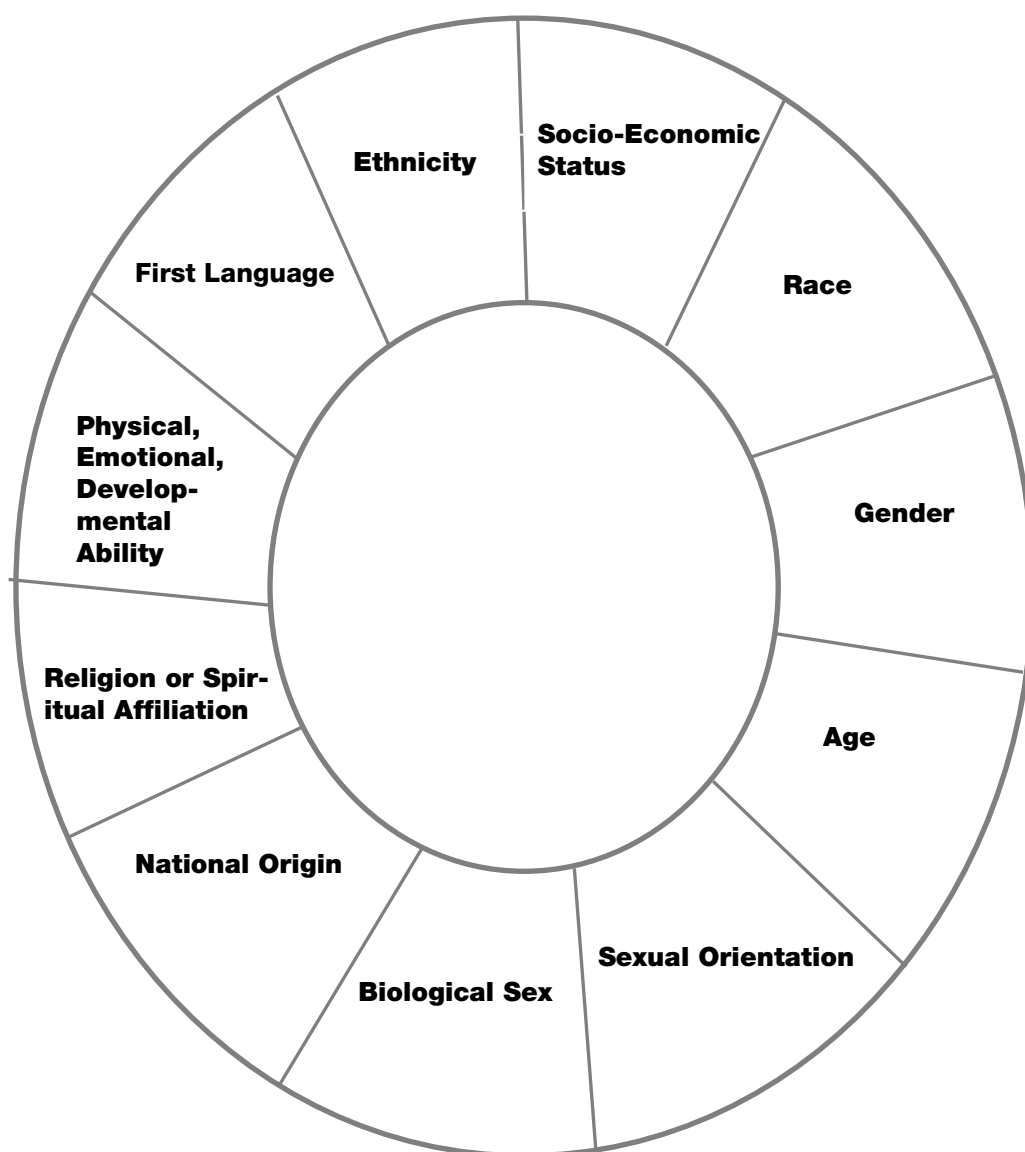 Ethnicity
Socio-Economic
Status
First Language
Race
Physical,
Emotional,
Develop-
mental
Ability
Gender
Religion or Spir-
itual Affiliation
Age
National Origin
Sexual Orientation
Biological Sex